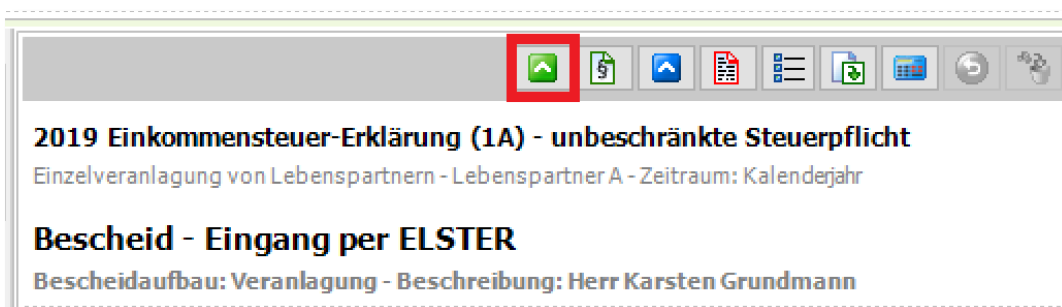 2019 Einkommensteuer-Erklärung (1A) - unbeschränkte Steuerpflicht
Einzelveranlagung von Lebenspartnern - Lebenspartner A - Zeitraum: Kalenderjahr
Bescheid - Eingang per ELSTER
Bescheidaufbau: Veranlagung - Beschreibung: Herr Karsten Grundmann